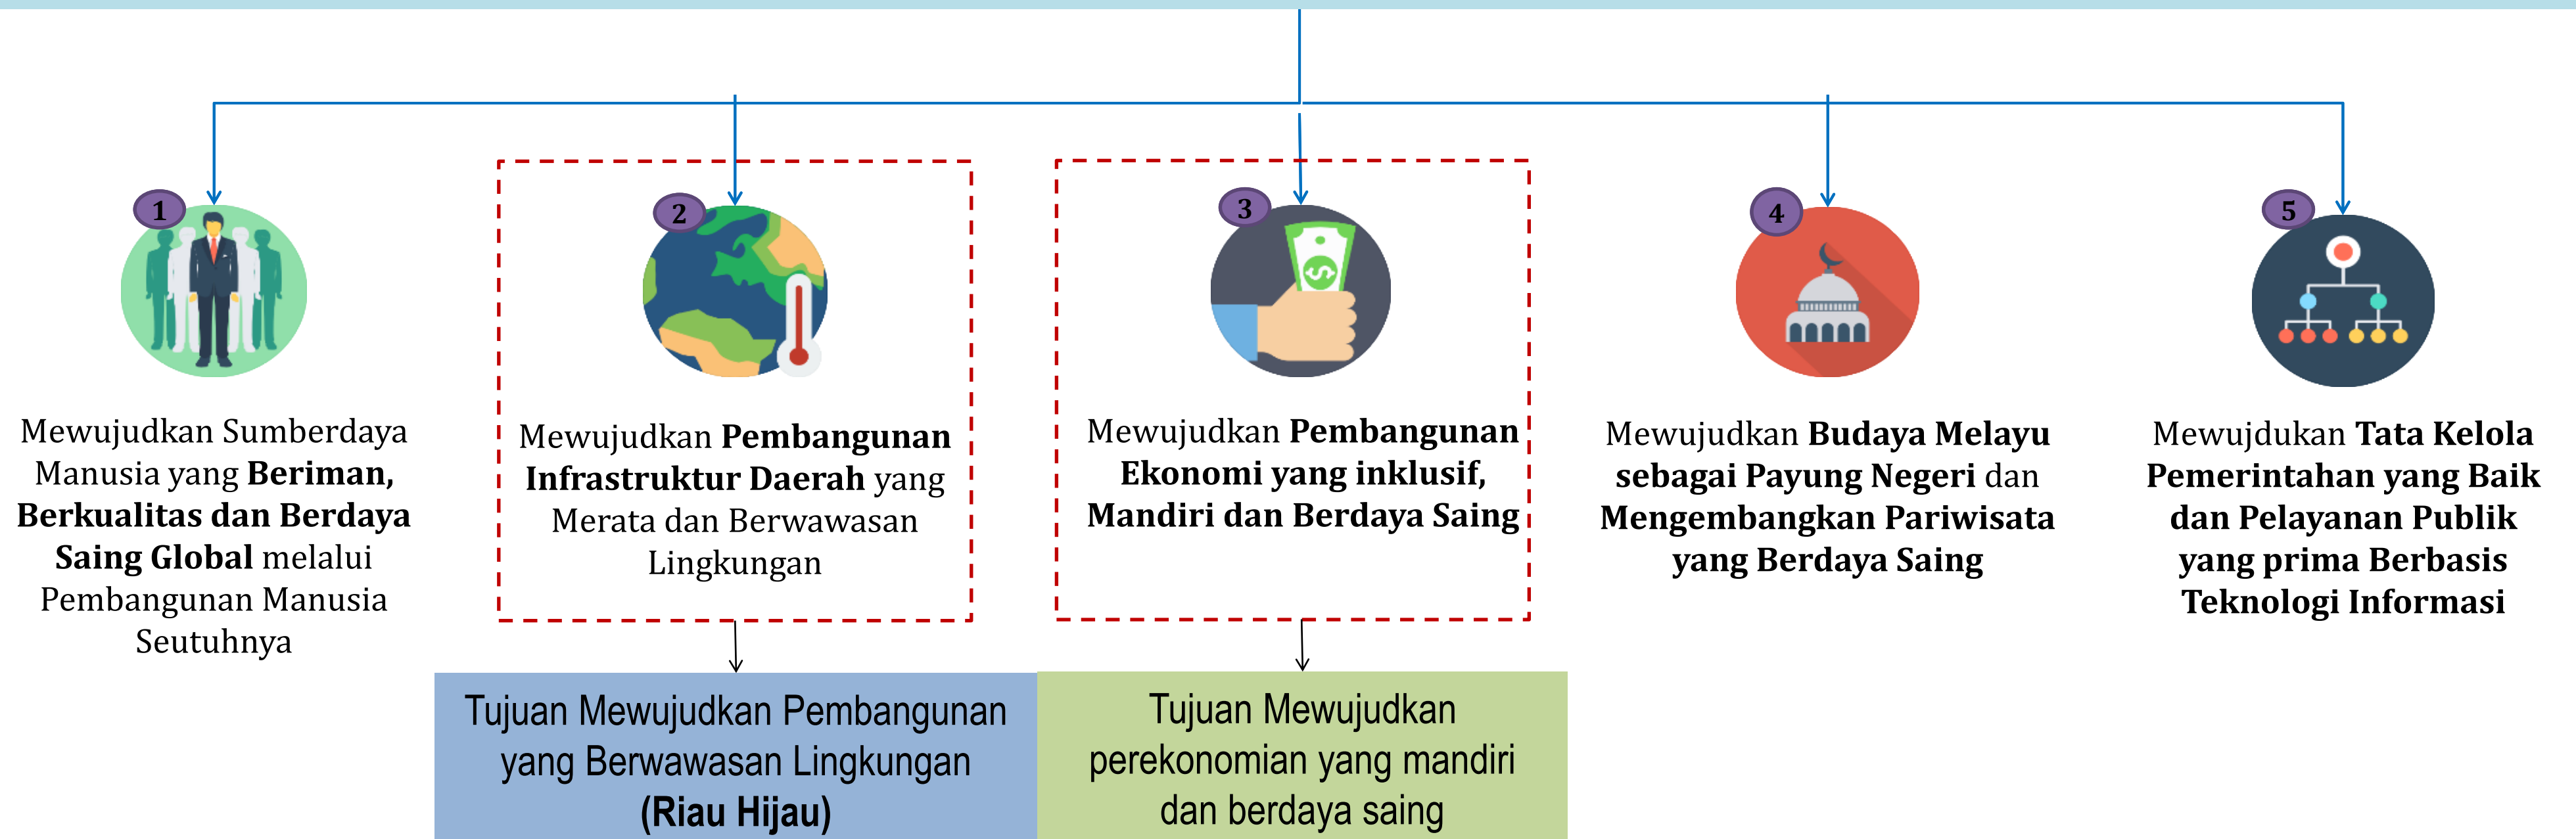 1
Mewujudkan Sumberdaya
Manusia yang Beriman,
Berkualitas dan Berdaya
Saing Global melalui
Pembangunan Manusia
Seutuhnya
2
Mewujudkan Pembangunan
Infrastruktur Daerah yang
Merata dan Berwawasan
Lingkungan
Tujuan Mewujudkan Pembangunan
yang Berwawasan Lingkungan
(Riau Hijau)
3
Mewujudkan Pembangunan
Ekonomi yang inklusif,
Mandiri dan Berdaya Saing
Tujuan Mewujudkan
perekonomian yang mandiri
dan berdaya saing
4
Mewujudkan Budaya Melayu
sebagai Payung Negeri dan
Mengembangkan Pariwisata
yang Berdaya Saing
5
Mewujdukan Tata Kelola
Pemerintahan yang Baik
dan Pelayanan Publik
yang prima Berbasis
Teknologi Informasi